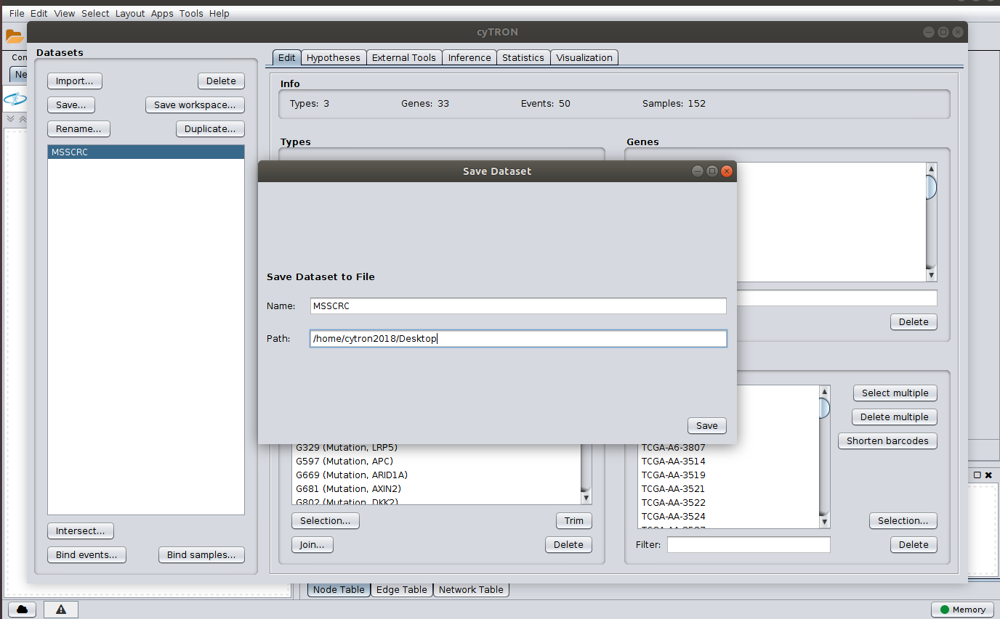 File Edit View Select Layout Apps Tools Help
cyTRON
Con
Ne
Datasets
Import... Delete
Save... Save workspace...
Rename... Duplicate...
MSSCRC
Intersect...
Bind events... Bind samples...
Edit Hypotheses External Tools Inference Statistics Visualization
Info
Types: 3 Genes: 33 Events: 50 Samples: 152
Types
Genes
Delete
Save Dataset
Save Dataset to File
Name: MSSCRC
Path: /home/cytron2018/Desktop
Save
G329 (Mutation, LRP5)
G597 (Mutation, APC)
G669 (Mutation, ARID1A)
G681 (Mutation, AXIN2)
G802 (Mutation, DKK2)
Selection... Trim
Join... Delete
TCGA-A6-3807
TCGA-AA-3514
TCGA-AA-3519
TCGA-AA-3521
TCGA-AA-3522
TCGA-AA-3524
Select multiple
Delete multiple
Shorten barcodes
Selection...
Filter: Delete
Node Table Edge Table Network Table
Memory